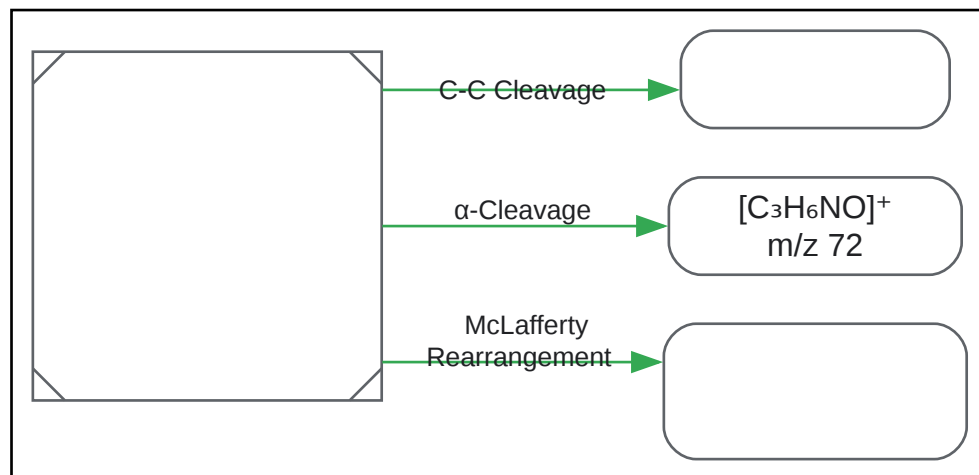 C-C Cleavage
α-Cleavage
[C₃H₆NO]⁺
m/z 72
McLafferty
Rearrangement